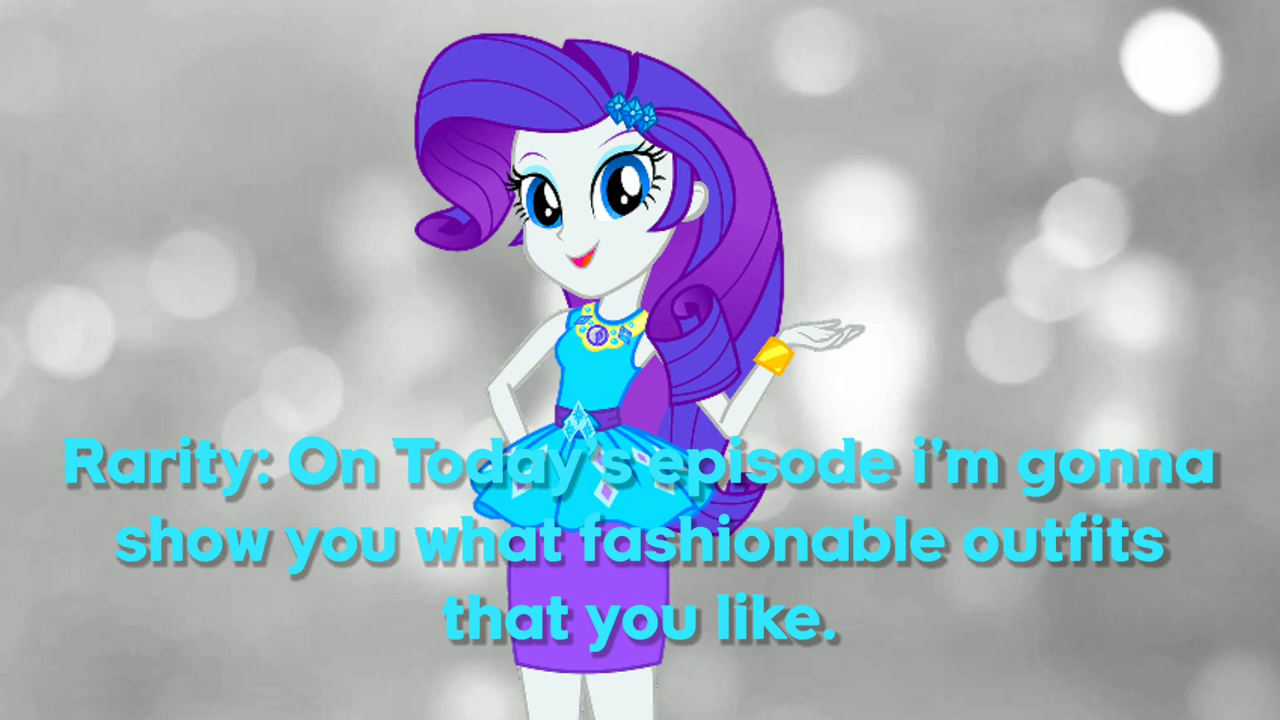 Rarity: On Today's episode i'm gonna
show you what fashionable outfits
that you like.